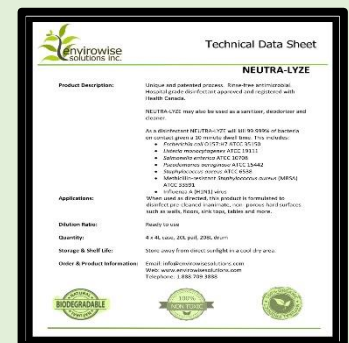 envirowise
solutions inc.
Technical Data Sheet
NEUTRA-LYZE
Product Description: Unique and patented process. Rinse-free antimicrobial.
Hospital grade disinfectant approved and registered with
Health Canada.
NEUTRA-LYZE may also be used as a sanitizer, deodorizer and
cleaner.
As a disinfectant NEUTRA-LYZE will kill 99.999% of bacteria
on contact given a 10 minute dwell time. This includes:
• Escherichia coli O157:H7 ATCC 35150
• Listeria monocytogenes ATCC 19111
• Salmonella enterica ATCC 10708
• Pseudomonas aeruginosa ATCC 15442
• Staphylococcus aureus ATCC 6538
• Methicillin-resistant Staphylococcus aureus (MRSA)
ATCC 33591
• Influenza A (H1N1) virus
Applications: When used as directed, this product is formulated to
disinfect pre-cleaned inanimate, non-porous hard surfaces
such as walls, floors, sink tops, tables and more.
Dilution Ratio: Ready to use
Quantity: 4 x 4L case, 20L pail, 208L drum
Storage & Shelf Life: Store away from direct sunlight in a cool dry area
Order & Product Information: Email: info@envirowisesolutions.com
Web: www.envirowisesolutions.com
Telephone: 1-888-709-3888
NATURAL
BIODEGRADABLE
100%
NON TOXIC